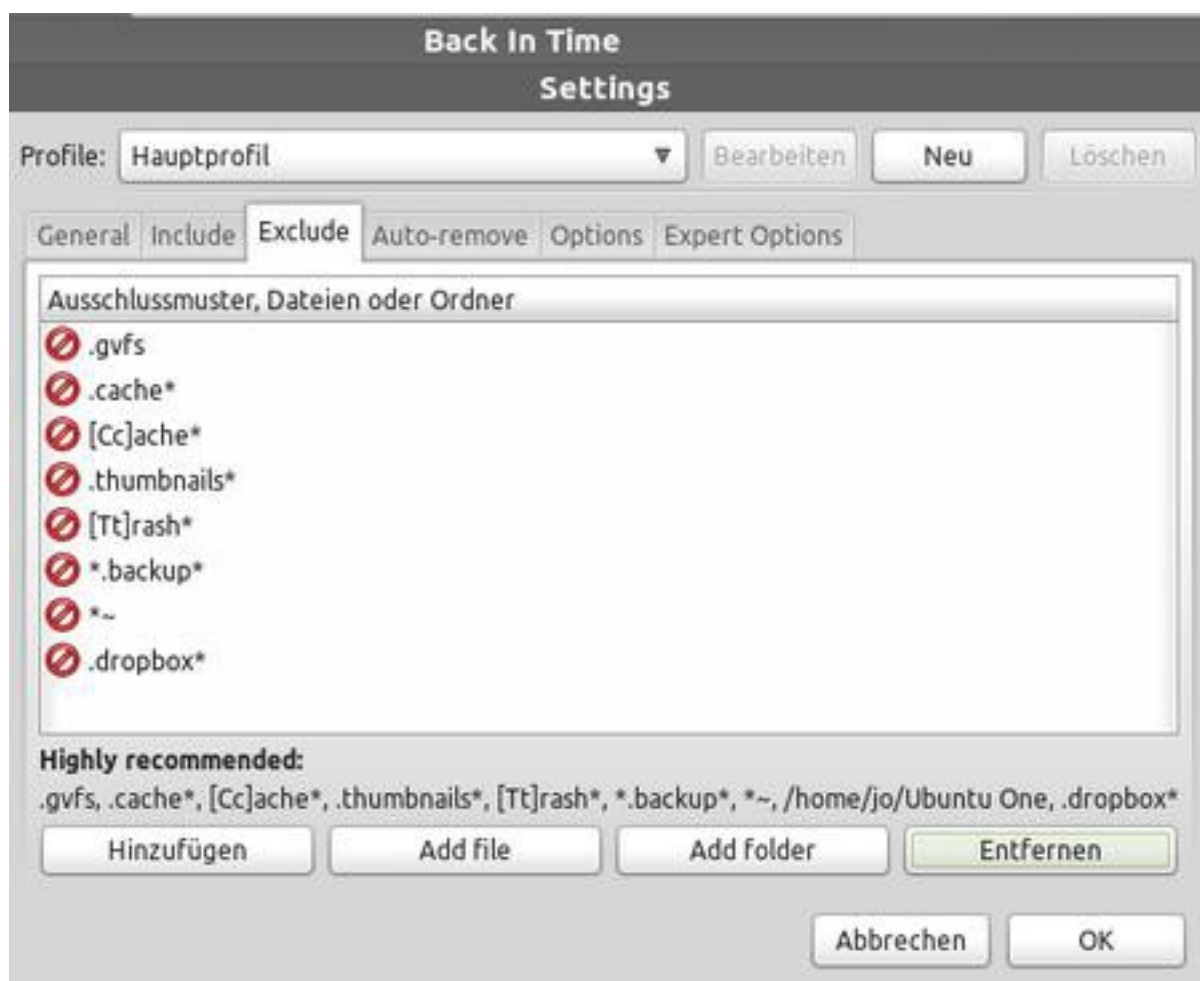 Back In Time
Settings
Profile: Hauptprofil Bearbeiten Neu Löschen
General Include Exclude Auto-remove Options Expert Options
Ausschlussmuster, Dateien oder Ordner
.gvfs
.cache*
[Cc]ache*
.thumbnails*
[Tt]rash*
*.backup*
*~
.dropbox*
Highly recommended:
.gvfs, .cache*, [Cc]ache*, .thumbnails*, [Tt]rash*, *.backup*, *~, /home/jo/Ubuntu One, .dropbox*
Hinzufügen Add file Add folder Entfernen
Abbrechen OK